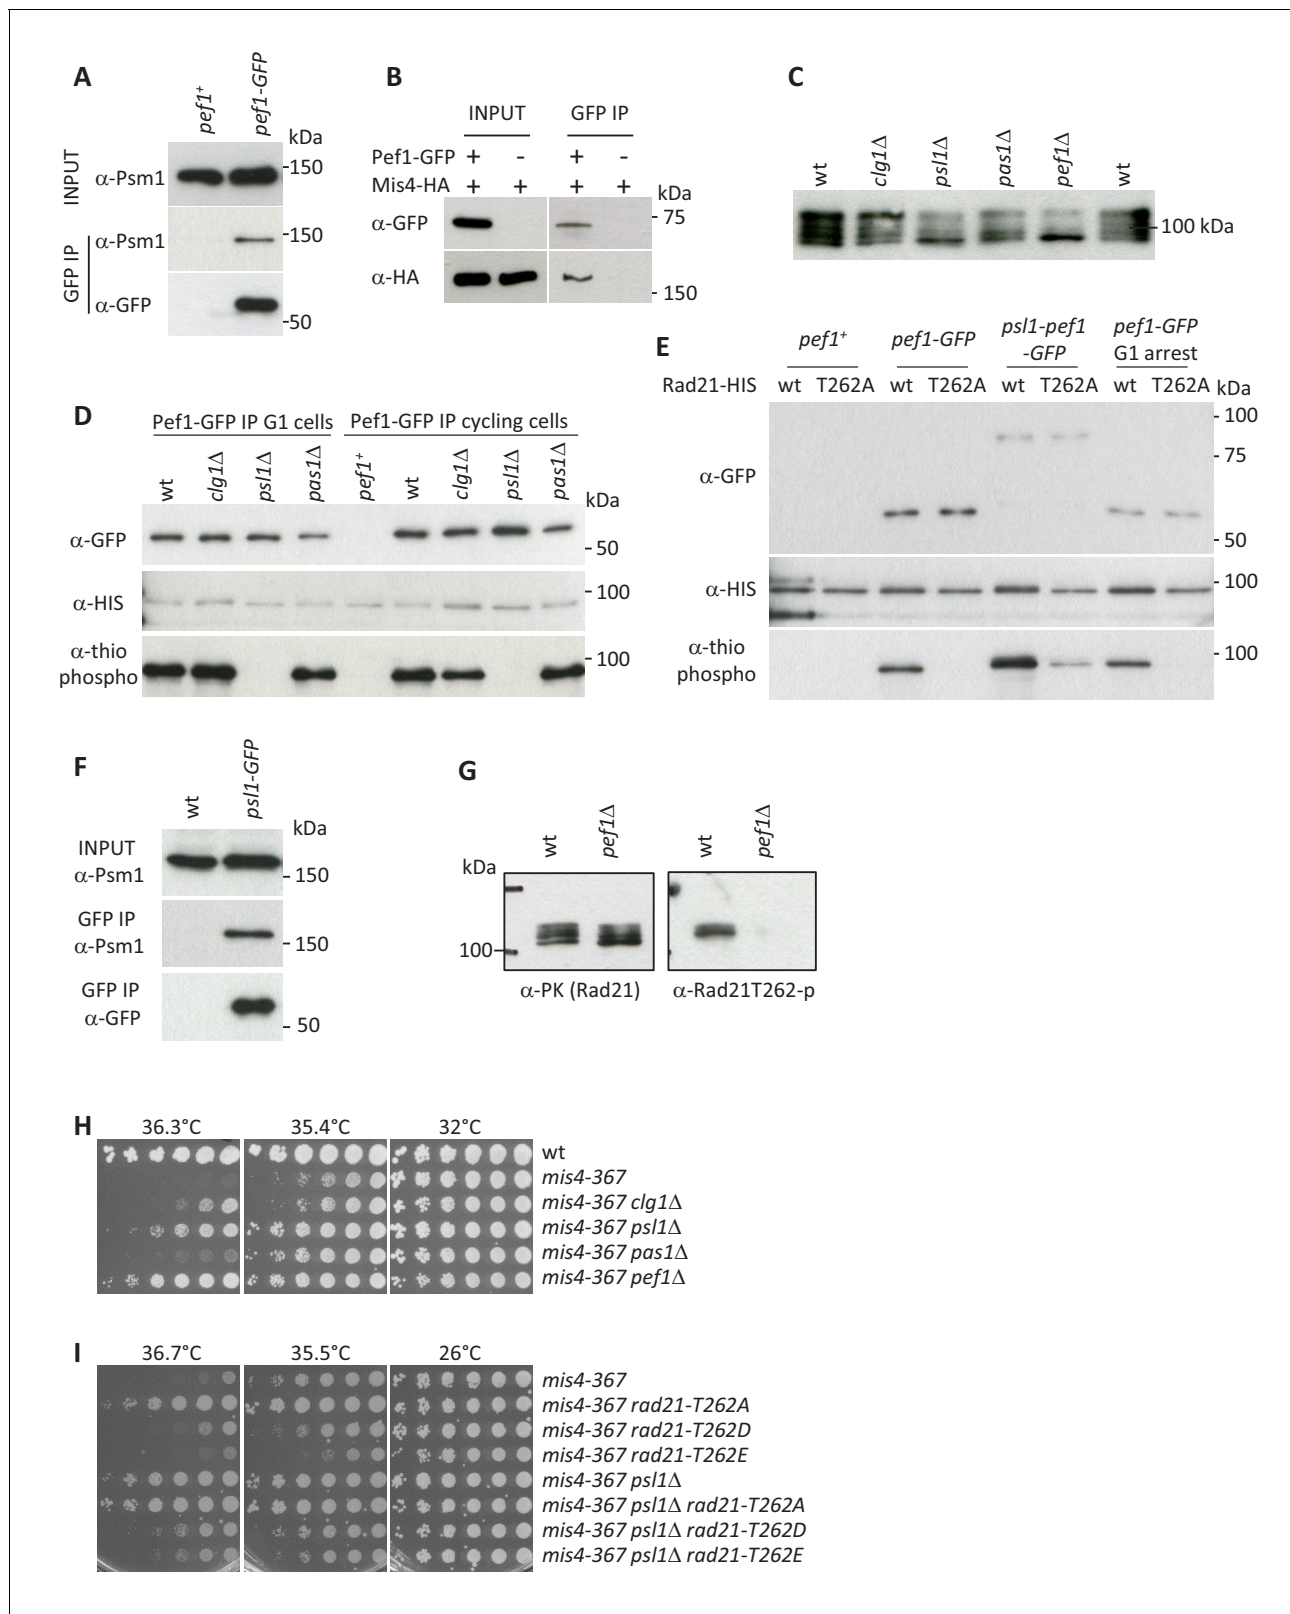 A
pef1+
pef1-GFP
kDa
INPUT
α-Psm1
150
GFP IP
α-Psm1
150
α-GFP
50
B
INPUT
GFP IP
Pef1-GFP + - + -
Mis4-HA + + + +
kDa
α-GFP
75
α-HA
150
C
wt
clg1Δ
psl1Δ
pas1Δ
pef1Δ
wt
100 kDa
D
Pef1-GFP IP G1 cells
Pef1-GFP IP cycling cells
wt
clg1Δ
psl1Δ
pas1Δ
pef1+
wt
clg1Δ
psl1Δ
pas1Δ
kDa
α-GFP
50
α-HIS
100
α-thio
phospho
100
E
pef1+
pef1-GFP
psl1-pef1
-GFP
pef1-GFP
G1 arrest
Rad21-HIS wt T262A wt T262A wt T262A wt T262A
kDa
100
75
α-GFP
50
α-HIS
100
α-thio
phospho
100
F
wt
psl1-GFP
kDa
INPUT
α-Psm1
150
GFP IP
α-Psm1
150
GFP IP
α-GFP
50
G
wt
pef1Δ
wt
pef1Δ
kDa
100
α-PK (Rad21)
α-Rad21T262-p
H
36.3°C 35.4°C 32°C
wt
mis4-367
mis4-367 clg1Δ
mis4-367 psl1Δ
mis4-367 pas1Δ
mis4-367 pef1Δ
I
36.7°C 35.5°C 26°C
mis4-367
mis4-367 rad21-T262A
mis4-367 rad21-T262D
mis4-367 rad21-T262E
mis4-367 psl1Δ
mis4-367 psl1Δ rad21-T262A
mis4-367 psl1Δ rad21-T262D
mis4-367 psl1Δ rad21-T262E